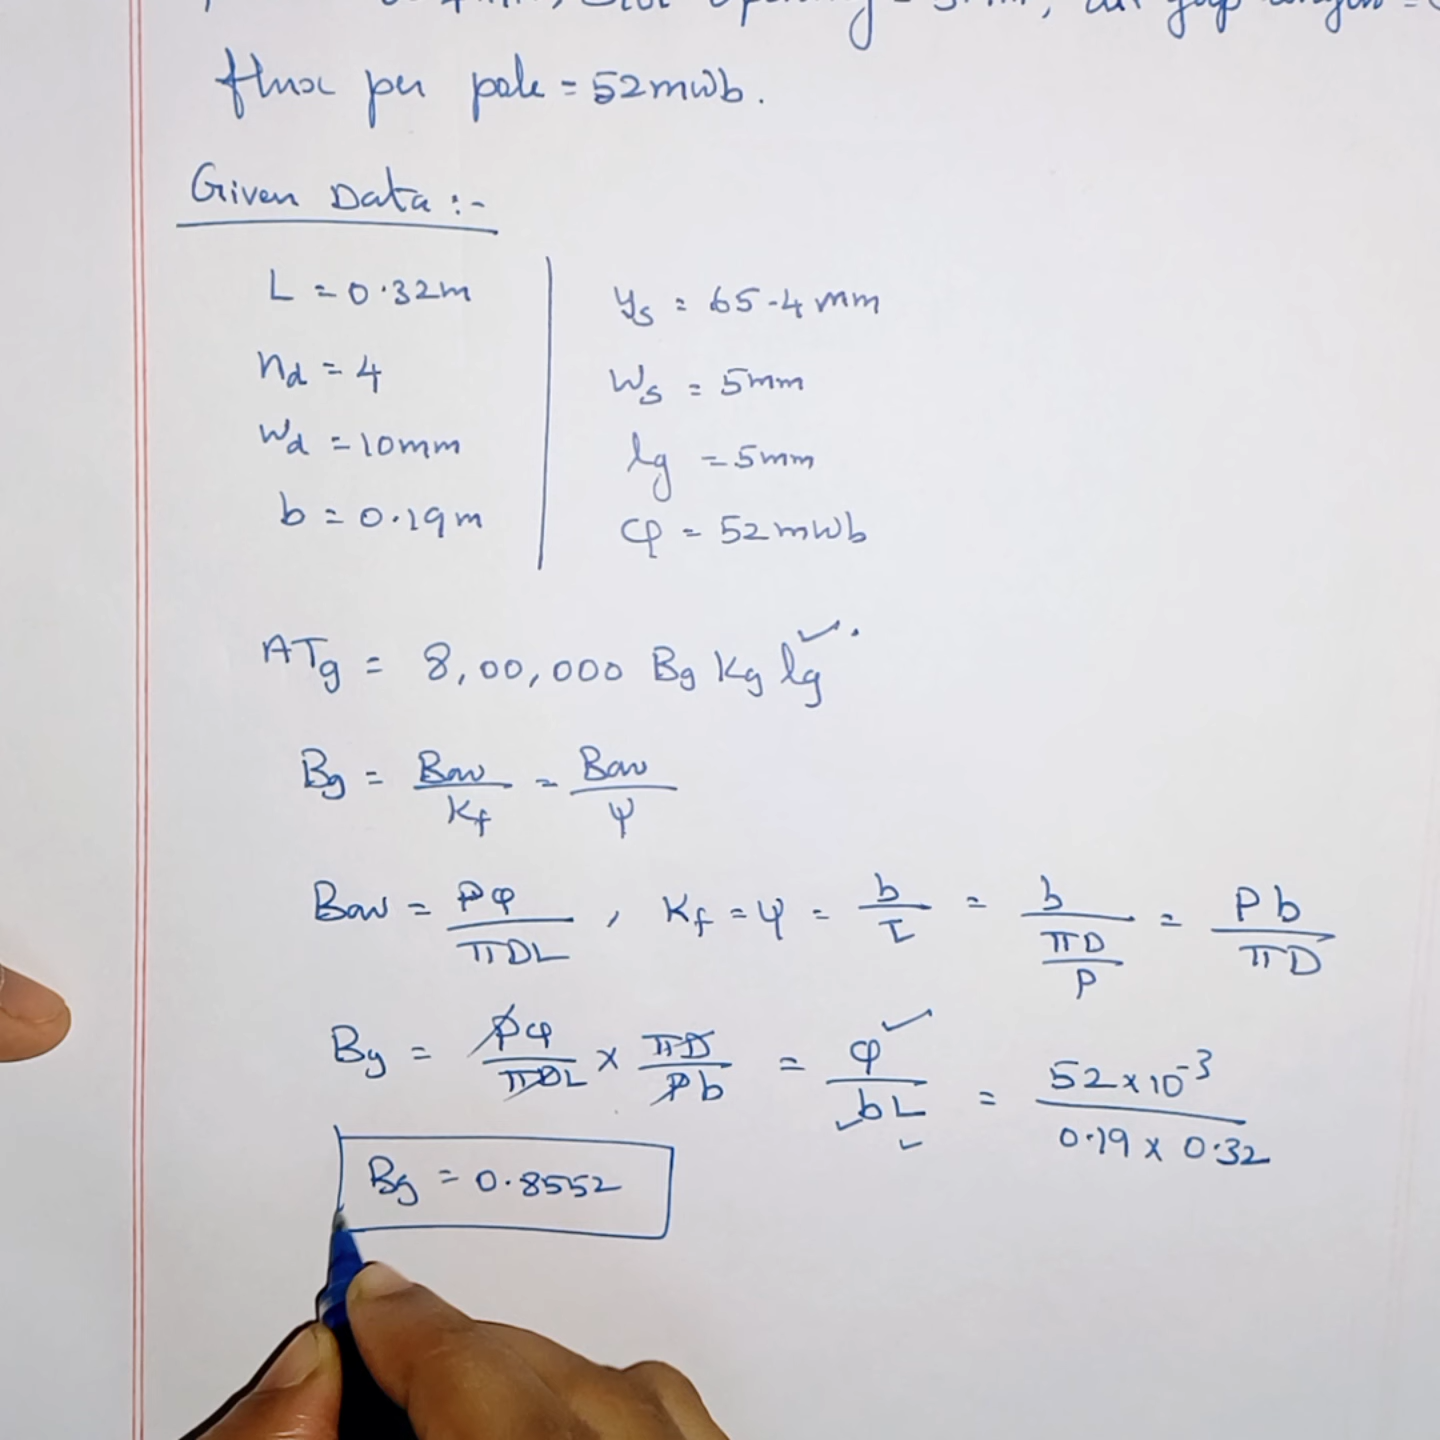 flux per pole = 52mwb.
Given Data :-
L = 0.32m
nd = 4
Wd = 10mm
b = 0.19m
ys = 65.4mm
Ws = 5mm
lg = 5mm
φ = 52mwb
ATg = 8,00,000 Bg Kg lg
Bg = Bav / Kf = Bav / ψ
Bav = Pφ / πDL , Kf = ψ = b / τ = b / (πD / P) = Pb / πD
Bg = Pφ / πDL × πD / Pb = φ / bL = 52×10⁻³ / 0.19 × 0.32
Bg = 0.8552